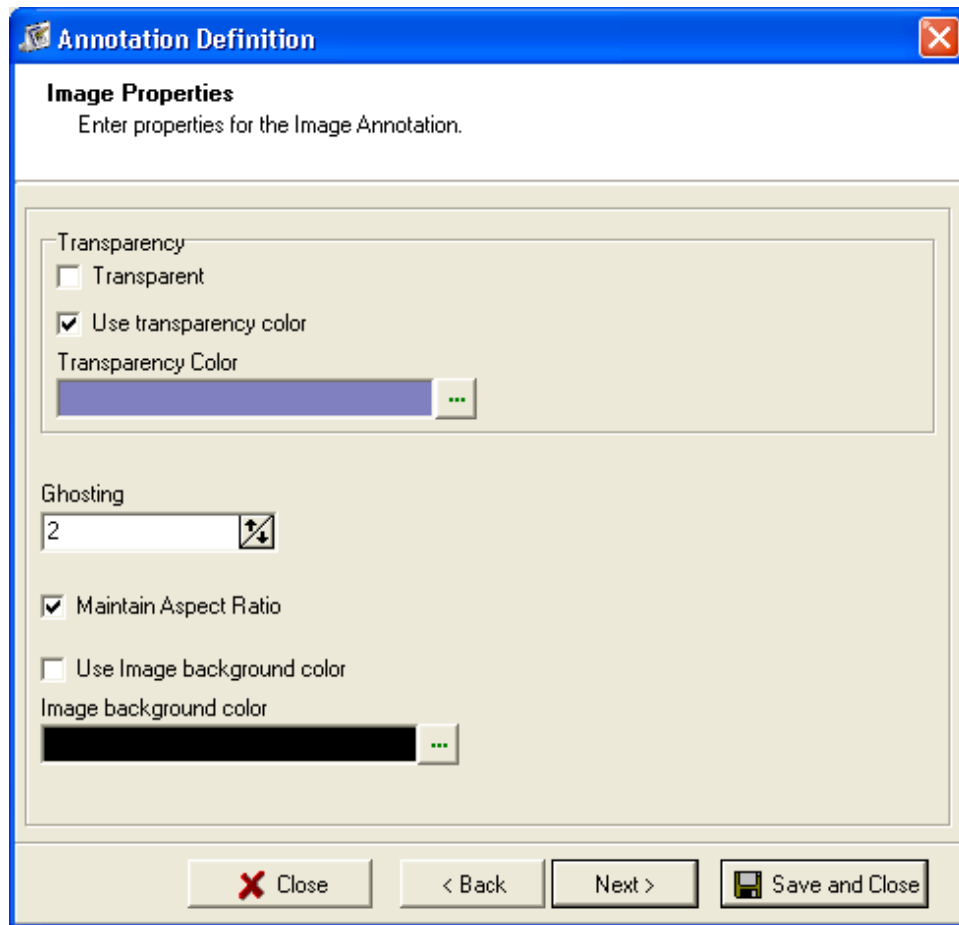 Annotation Definition
Image Properties
Enter properties for the Image Annotation.
Transparency
Transparent
Use transparency color
Transparency Color
...
Ghosting
2
Maintain Aspect Ratio
Use Image background color
Image background color
...
Close
< Back
Next >
Save and Close